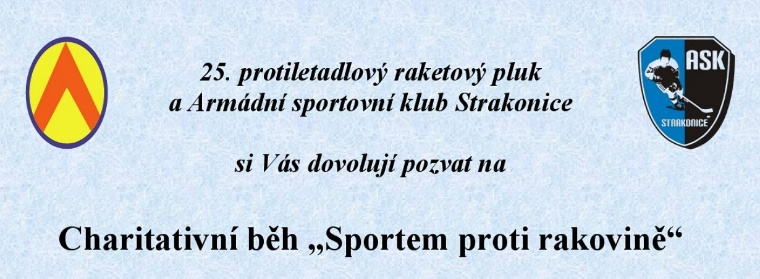 25. protiletadlový raketový pluk
a Armádní sportovní klub Strakonice
ASK
STRAKONICE
si Vás dovolují pozvat na
Charitativní běh „Sportem proti rakovině“